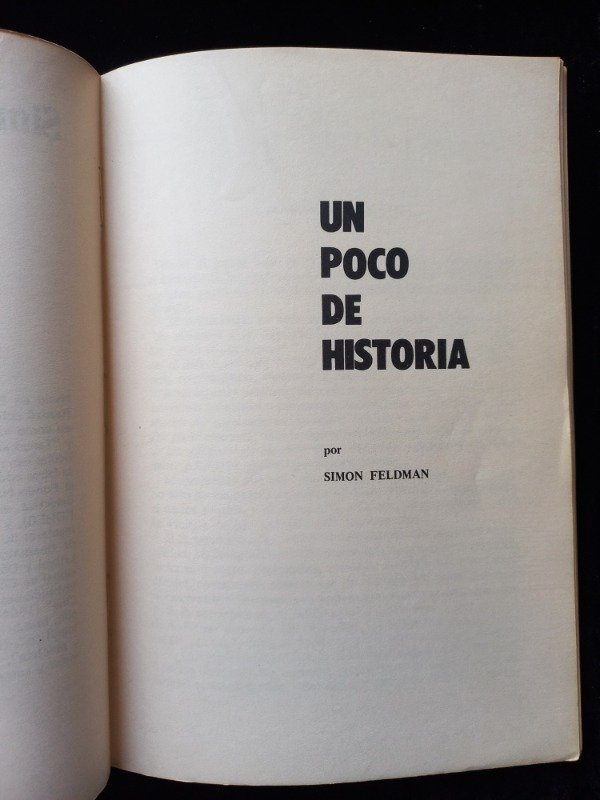 UN
POCO
DE
HISTORIA
por
SIMON FELDMAN